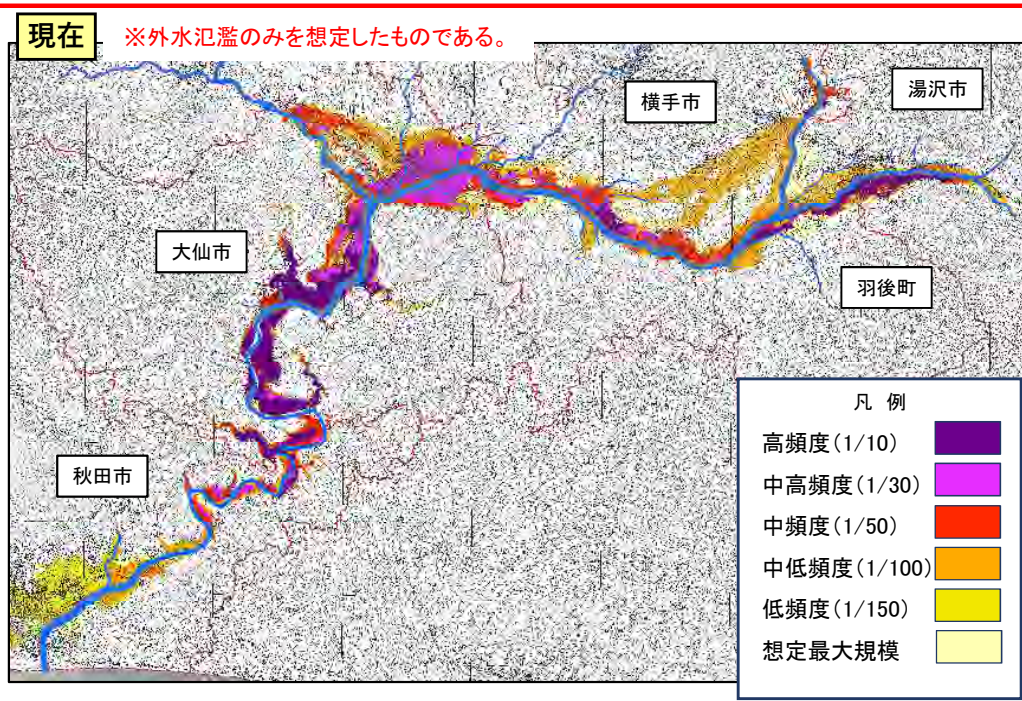 現在
※外水氾濫のみを想定したものである。
横手市
湯沢市
大仙市
羽後町
秋田市
凡 例
高頻度(1/10)
中高頻度(1/30)
中頻度(1/50)
中低頻度(1/100)
低頻度(1/150)
想定最大規模